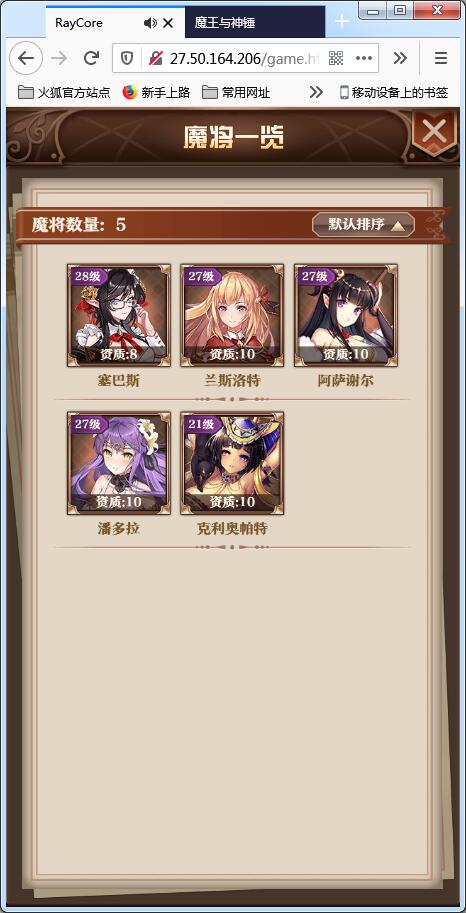 RayCore
魔王与神锤
27.50.164.206/game.ht
火狐官方站点 新手上路 常用网址 移动设备上的书签
魔将一览
魔将数量：5
默认排序
28级 27级 27级
资质:8 资质:10 资质:10
塞巴斯 兰斯洛特 阿萨谢尔
27级 21级
资质:10 资质:10
潘多拉 克利奥帕特